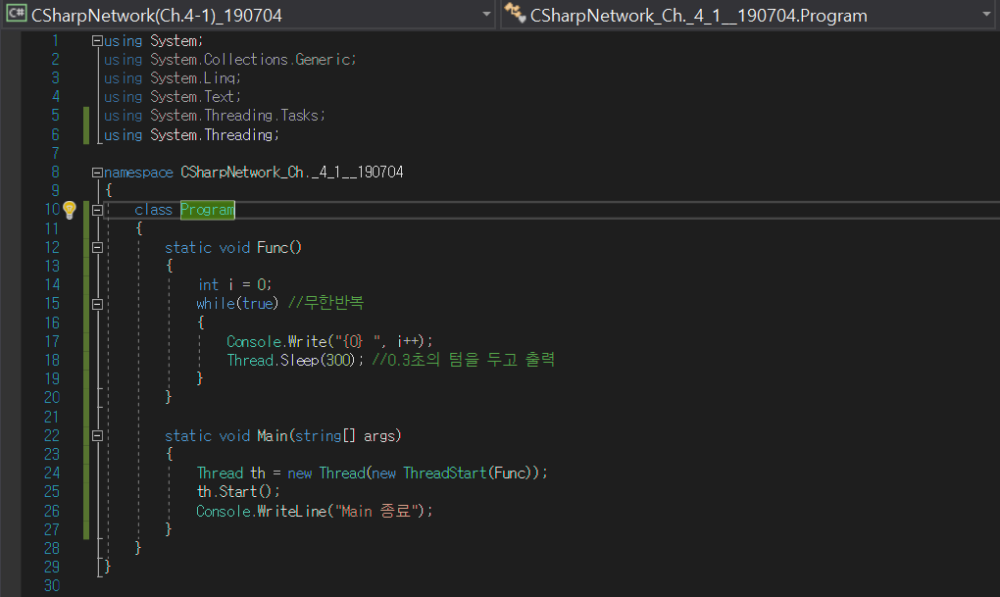 C# CSharpNetwork(Ch.4-1)_190704 CSharpNetwork_Ch._4_1__190704.Program
1 using System;
2 using System.Collections.Generic;
3 using System.Linq;
4 using System.Text;
5 using System.Threading.Tasks;
6 using System.Threading;
7
8 namespace CSharpNetwork_Ch._4_1__190704
9 {
10 class Program
11 {
12 static void Func()
13 {
14 int i = 0;
15 while(true) //무한반복
16 {
17 Console.Write("{0} ", i++);
18 Thread.Sleep(300); //0.3초의 텀을 두고 출력
19 }
20 }
21
22 static void Main(string[] args)
23 {
24 Thread th = new Thread(new ThreadStart(Func));
25 th.Start();
26 Console.WriteLine("Main 종료");
27 }
28 }
29 }
30